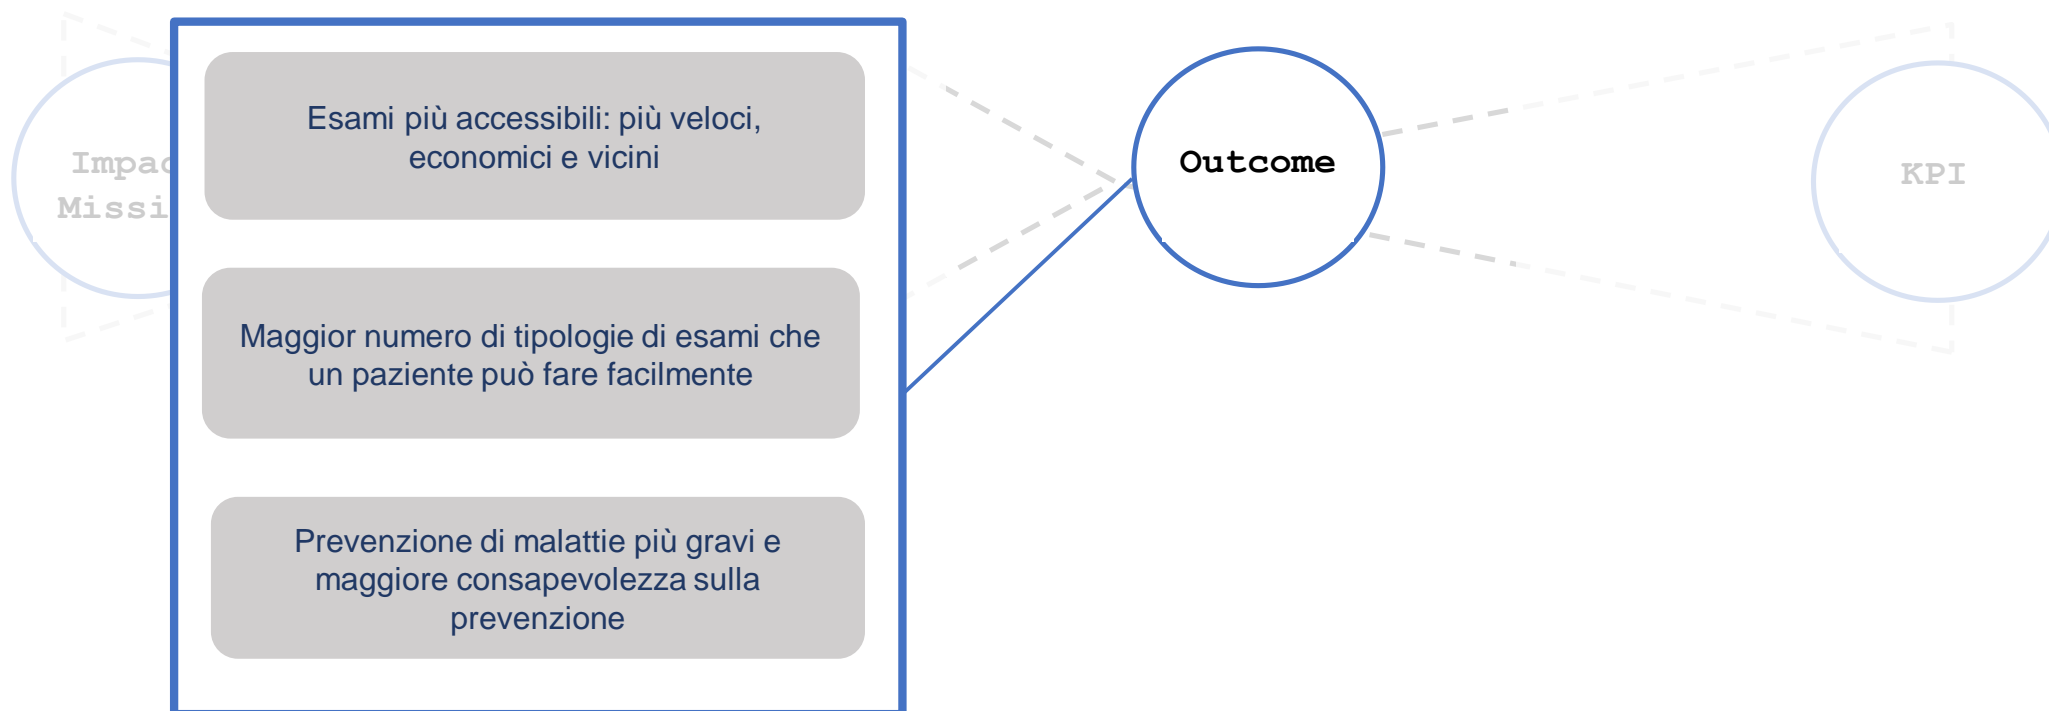 Esami più accessibili: più veloci,
economici e vicini
Maggior numero di tipologie di esami che
un paziente può fare facilmente
Prevenzione di malattie più gravi e
maggiore consapevolezza sulla
prevenzione
Outcome
KPI